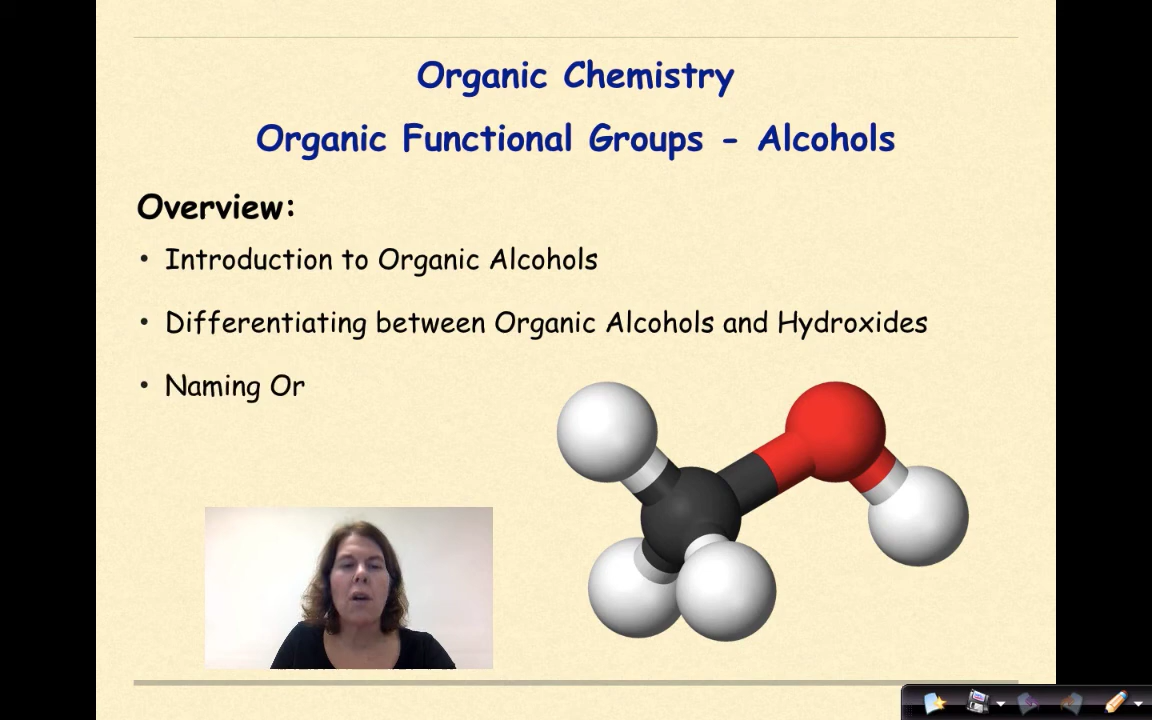 Organic Chemistry
Organic Functional Groups - Alcohols
Overview:
• Introduction to Organic Alcohols
• Differentiating between Organic Alcohols and Hydroxides
• Naming Or